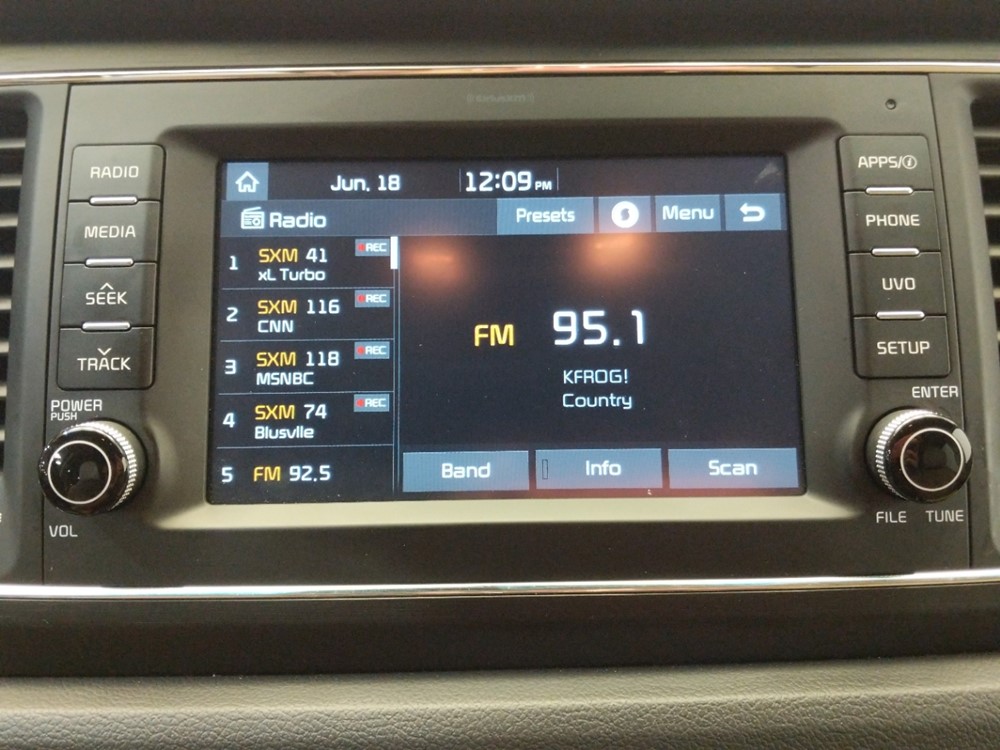 ((SiriusXM))
RADIO
MEDIA
SEEK
TRACK
POWER
PUSH
VOL
Jun. 18 12:09 PM
Radio Presets Menu
1 SXM 41 REC
xL Turbo
2 SXM 116 REC
CNN
3 SXM 118 REC
MSNBC
4 SXM 74 REC
Blusvlle
5 FM 92.5
FM 95.1
KFROG!
Country
Band Info Scan
APPS/i
PHONE
UVO
SETUP
ENTER
FILE TUNE